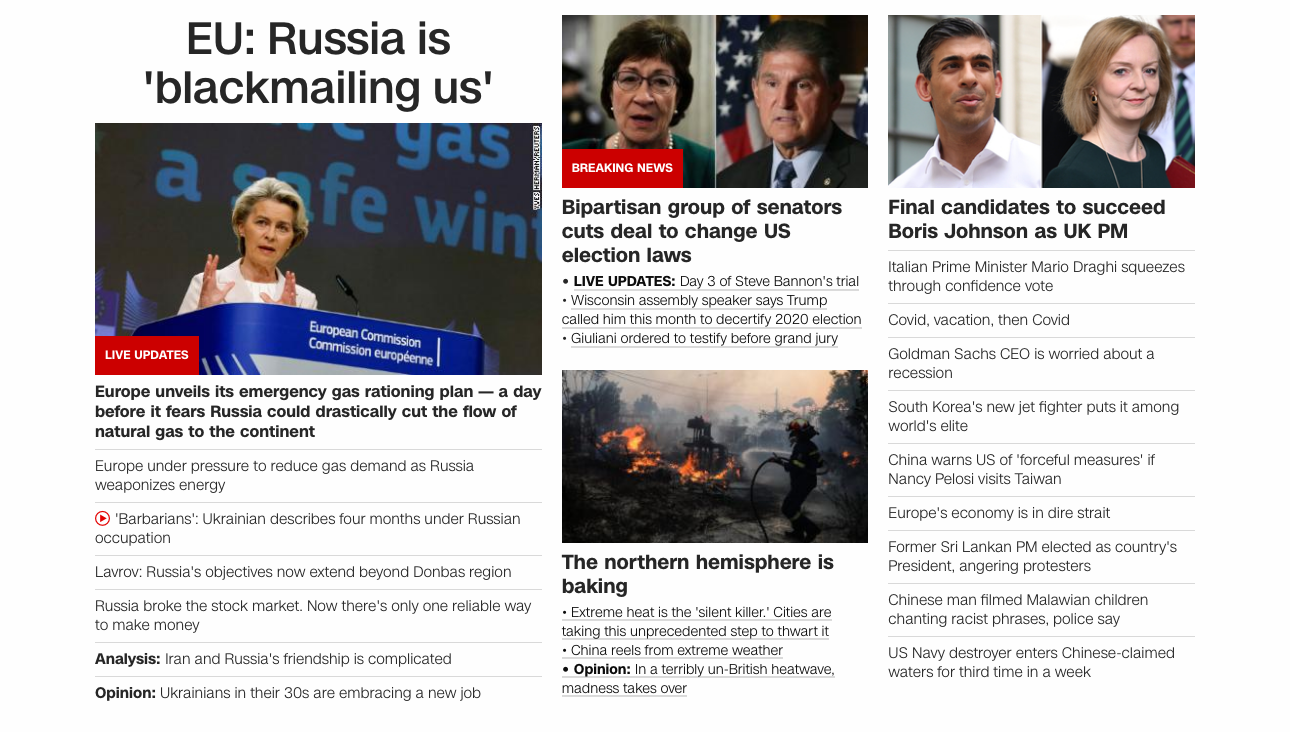 EU: Russia is
'blackmailing us'
ve gas
a safe wint
YVES HERMAN/REUTERS
European Commission
Commission européenne
LIVE UPDATES
Europe unveils its emergency gas rationing plan — a day
before it fears Russia could drastically cut the flow of
natural gas to the continent
Europe under pressure to reduce gas demand as Russia
weaponizes energy
'Barbarians': Ukrainian describes four months under Russian
occupation
Lavrov: Russia's objectives now extend beyond Donbas region
Russia broke the stock market. Now there's only one reliable way
to make money
Analysis: Iran and Russia's friendship is complicated
Opinion: Ukrainians in their 30s are embracing a new job
BREAKING NEWS
Bipartisan group of senators
cuts deal to change US
election laws
• LIVE UPDATES: Day 3 of Steve Bannon's trial
• Wisconsin assembly speaker says Trump
called him this month to decertify 2020 election
• Giuliani ordered to testify before grand jury
The northern hemisphere is
baking
• Extreme heat is the 'silent killer.' Cities are
taking this unprecedented step to thwart it
• China reels from extreme weather
• Opinion: In a terribly un-British heatwave,
madness takes over
Final candidates to succeed
Boris Johnson as UK PM
Italian Prime Minister Mario Draghi squeezes
through confidence vote
Covid, vacation, then Covid
Goldman Sachs CEO is worried about a
recession
South Korea's new jet fighter puts it among
world's elite
China warns US of 'forceful measures' if
Nancy Pelosi visits Taiwan
Europe's economy is in dire strait
Former Sri Lankan PM elected as country's
President, angering protesters
Chinese man filmed Malawian children
chanting racist phrases, police say
US Navy destroyer enters Chinese-claimed
waters for third time in a week